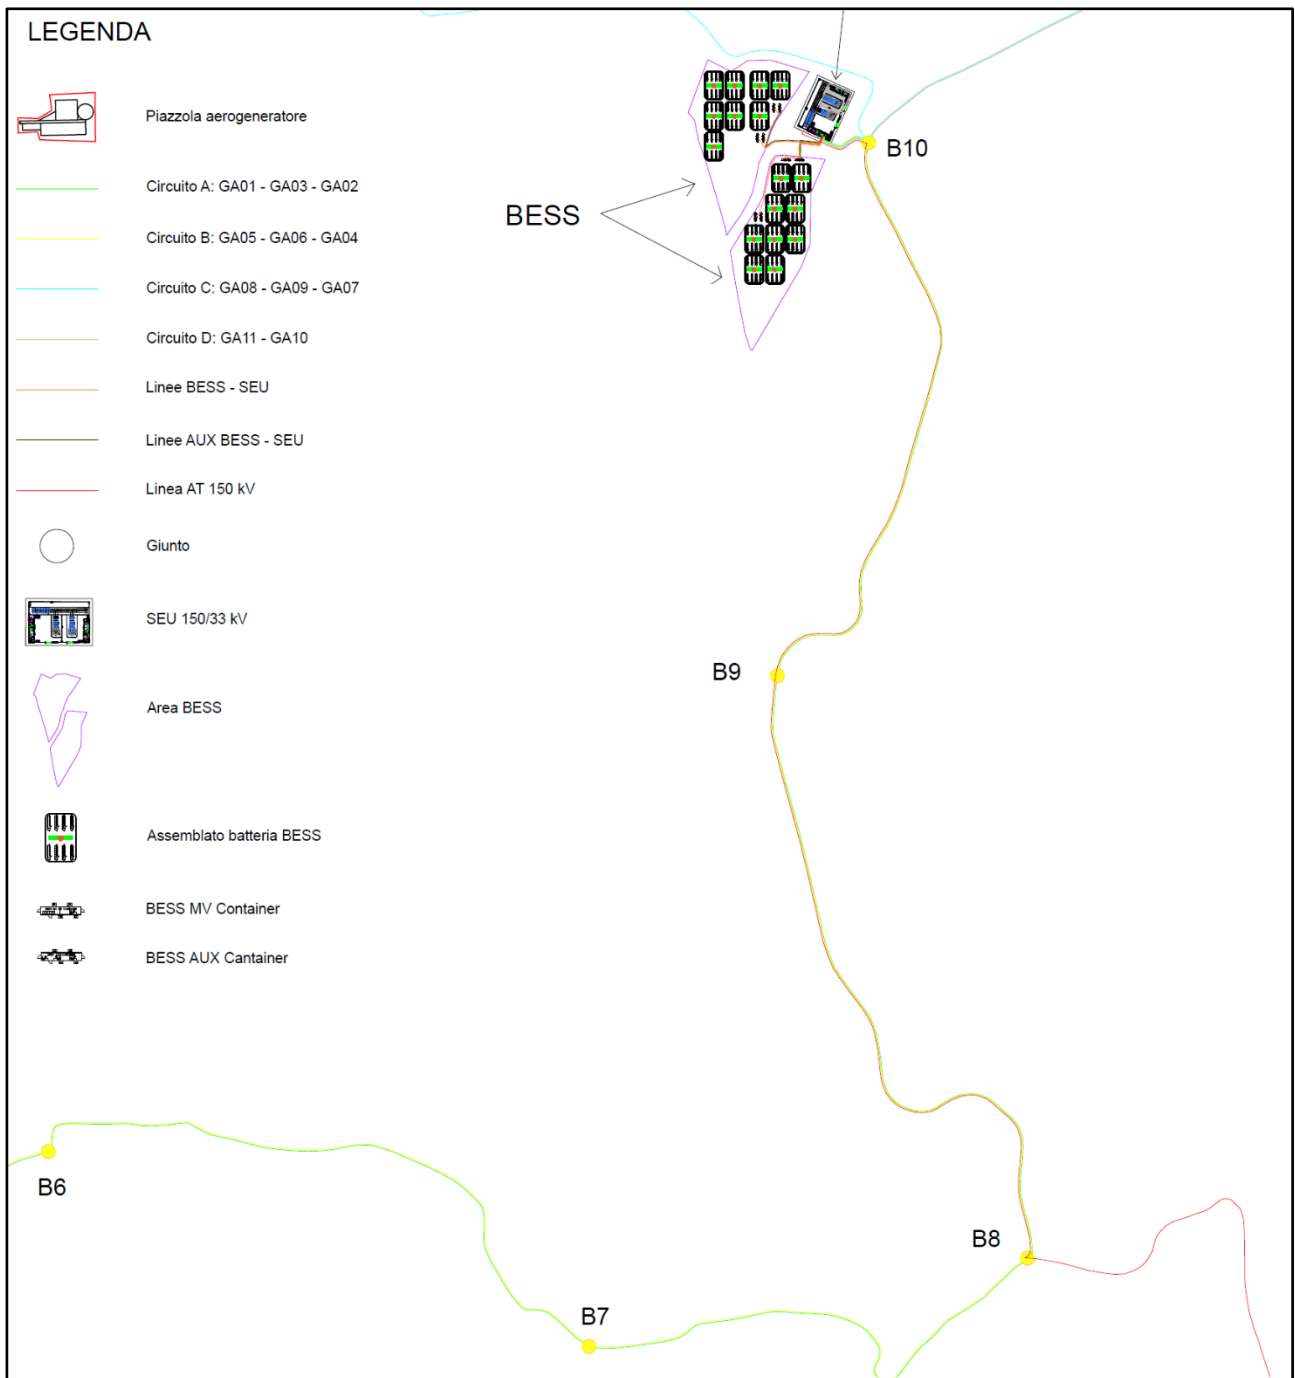 LEGENDA
Piazzola aerogeneratore
Circuito A: GA01 - GA03 - GA02
Circuito B: GA05 - GA06 - GA04
Circuito C: GA08 - GA09 - GA07
Circuito D: GA11 - GA10
Linee BESS - SEU
Linee AUX BESS - SEU
Linea AT 150 kV
Giunto
SEU 150/33 kV
Area BESS
Assemblato batteria BESS
BESS MV Container
BESS AUX Cantainer
B10
BESS
B9
B8
B6
B7